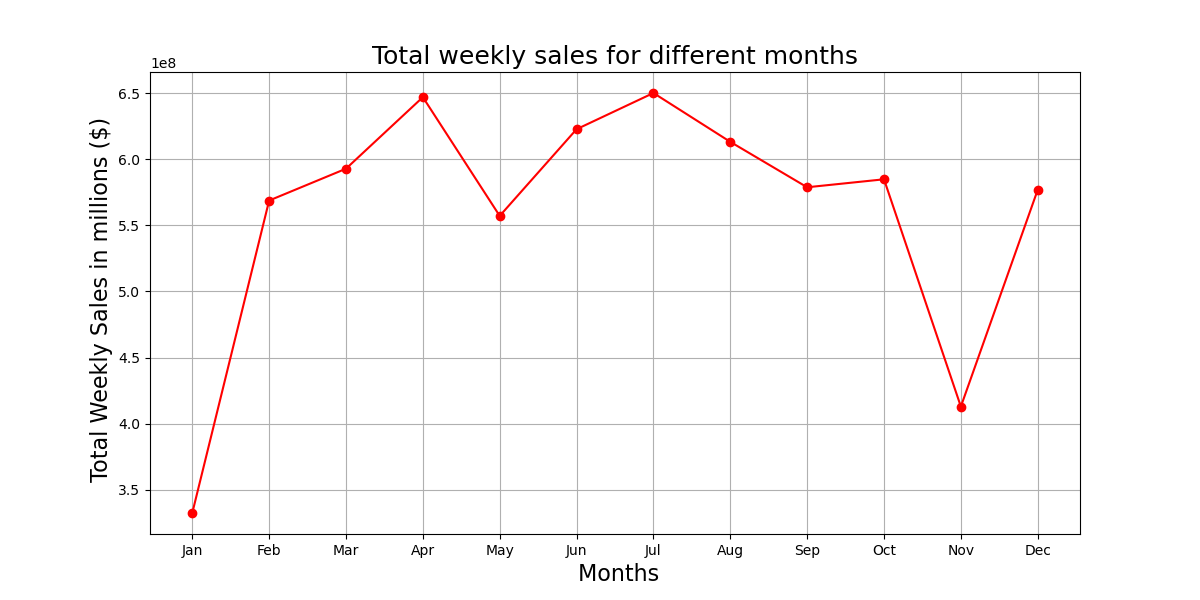 Total weekly sales for different months
1e8
Total Weekly Sales in millions ($)
6.5
6.0
5.5
5.0
4.5
4.0
3.5
Jan Feb Mar Apr May Jun Jul Aug Sep Oct Nov Dec
Months